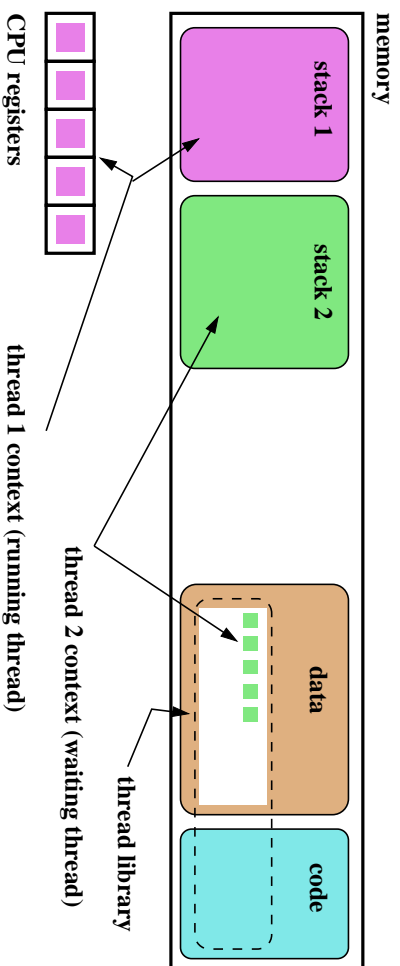 memory
stack 1
stack 2
data
code
CPU registers
thread 1 context (running thread)
thread 2 context (waiting thread)
thread library